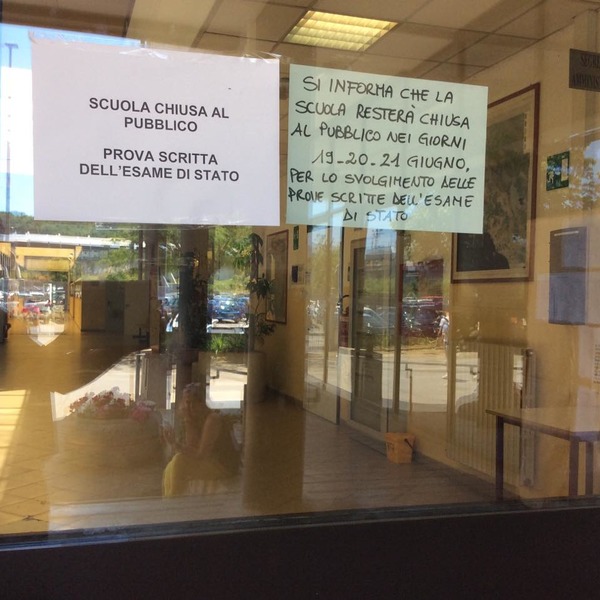 SCUOLA CHIUSA AL
PUBBLICO
PROVA SCRITTA
DELL'ESAME DI STATO
SI INFORMA CHE LA
SCUOLA RESTERÀ CHIUSA
AL PUBBLICO NEI GIORNI
19-20-21 GIUGNO,
PER LO SVOLGIMENTO DELLE
PROVE SCRITTE DELL'ESAME
DI STATO